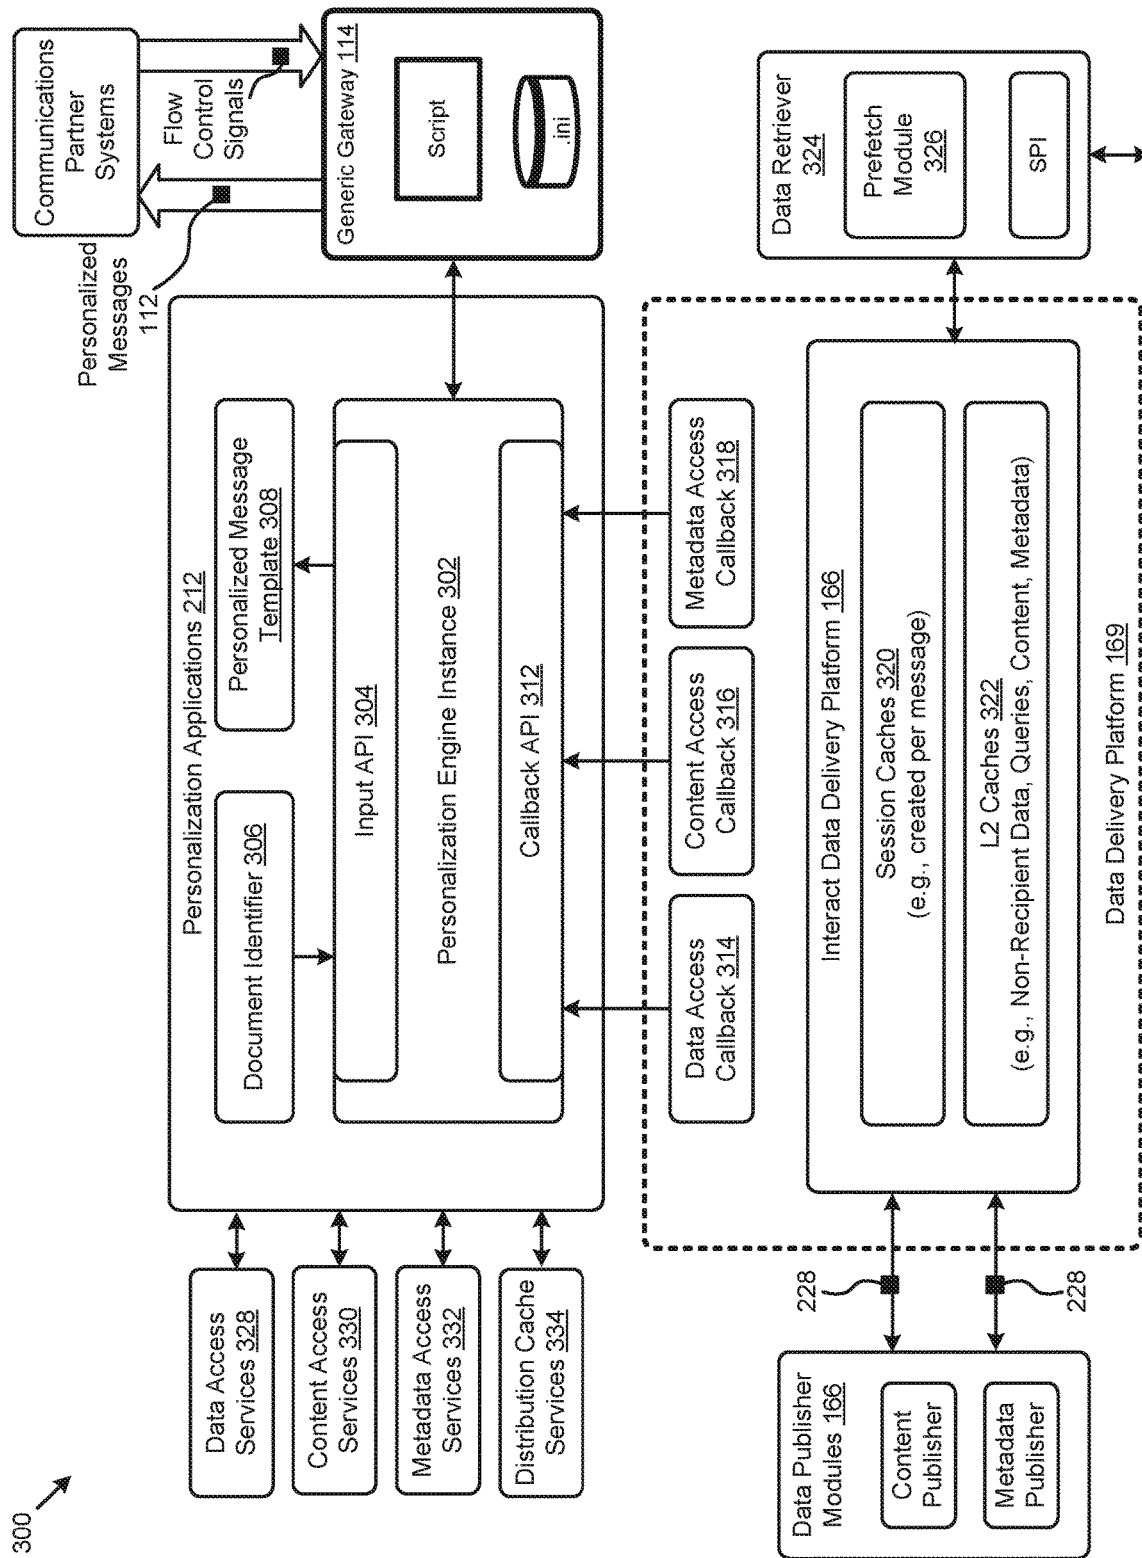 300
Data Access
Services 328
Content Access
Services 330
Metadata Access
Services 332
Distribution Cache
Services 334
Personalization Applications 212
Document Identifier 306
Personalized Message
Template 308
Input API 304
Personalization Engine Instance 302
Callback API 312
Personalized
Messages
112
Communications
Partner
Systems
Flow
Control
Signals
Generic Gateway 114
Script
.ini
Data Access
Callback 314
Content Access
Callback 316
Metadata Access
Callback 318
Data Publisher
Modules 166
Content
Publisher
Metadata
Publisher
228
228
Interact Data Delivery Platform 166
Session Caches 320
(e.g., created per message)
L2 Caches 322
(e.g., Non-Recipient Data, Queries, Content, Metadata)
Data Delivery Platform 169
Data Retriever
324
Prefetch
Module
326
SPI